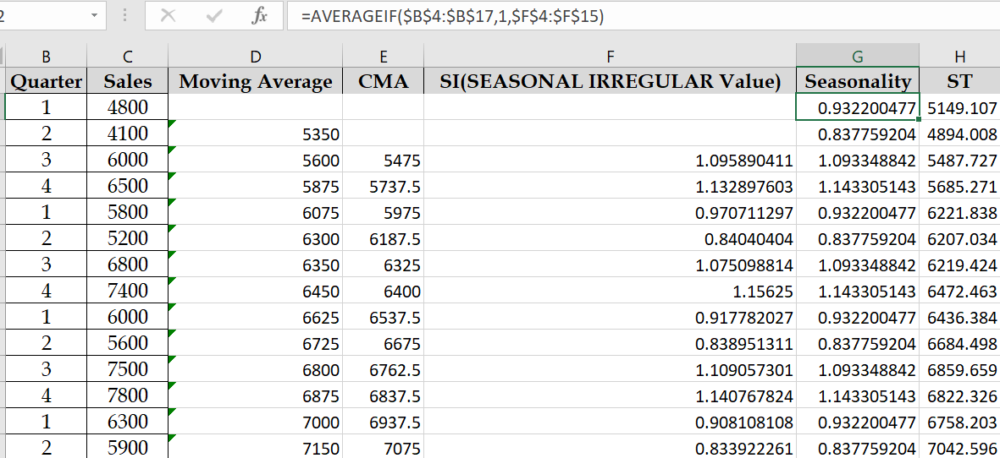 2 fx =AVERAGEIF($B$4:$B$17,1,$F$4:$F$15)
B C D E F G H
Quarter Sales Moving Average CMA SI(SEASONAL IRREGULAR Value) Seasonality ST
1 4800 0.932200477 5149.107
2 4100 5350 0.837759204 4894.008
3 6000 5600 5475 1.095890411 1.093348842 5487.727
4 6500 5875 5737.5 1.132897603 1.143305143 5685.271
1 5800 6075 5975 0.970711297 0.932200477 6221.838
2 5200 6300 6187.5 0.84040404 0.837759204 6207.034
3 6800 6350 6325 1.075098814 1.093348842 6219.424
4 7400 6450 6400 1.15625 1.143305143 6472.463
1 6000 6625 6537.5 0.917782027 0.932200477 6436.384
2 5600 6725 6675 0.838951311 0.837759204 6684.498
3 7500 6800 6762.5 1.109057301 1.093348842 6859.659
4 7800 6875 6837.5 1.140767824 1.143305143 6822.326
1 6300 7000 6937.5 0.908108108 0.932200477 6758.203
2 5900 7150 7075 0.833922261 0.837759204 7042.596